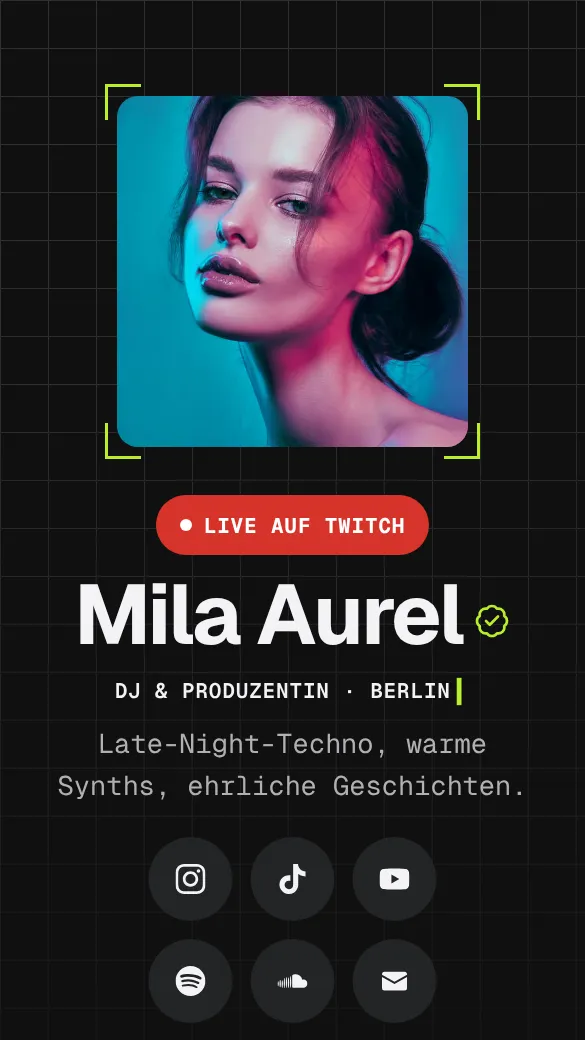 LIVE AUF TWITCH
Mila Aurel
DJ & PRODUZENTIN · BERLIN
Late-Night-Techno, warme
Synths, ehrliche Geschichten.